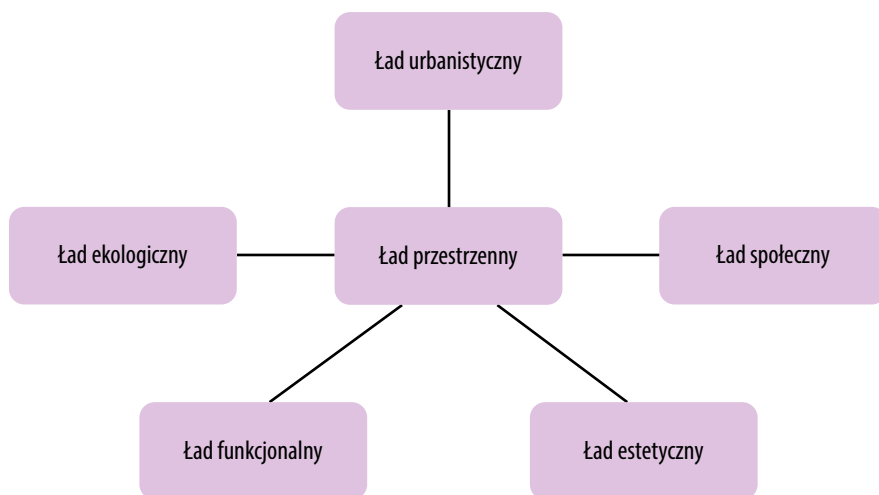 Ład urbanistyczny
Ład ekologiczny
Ład przestrzenny
Ład społeczny
Ład funkcjonalny
Ład estetyczny